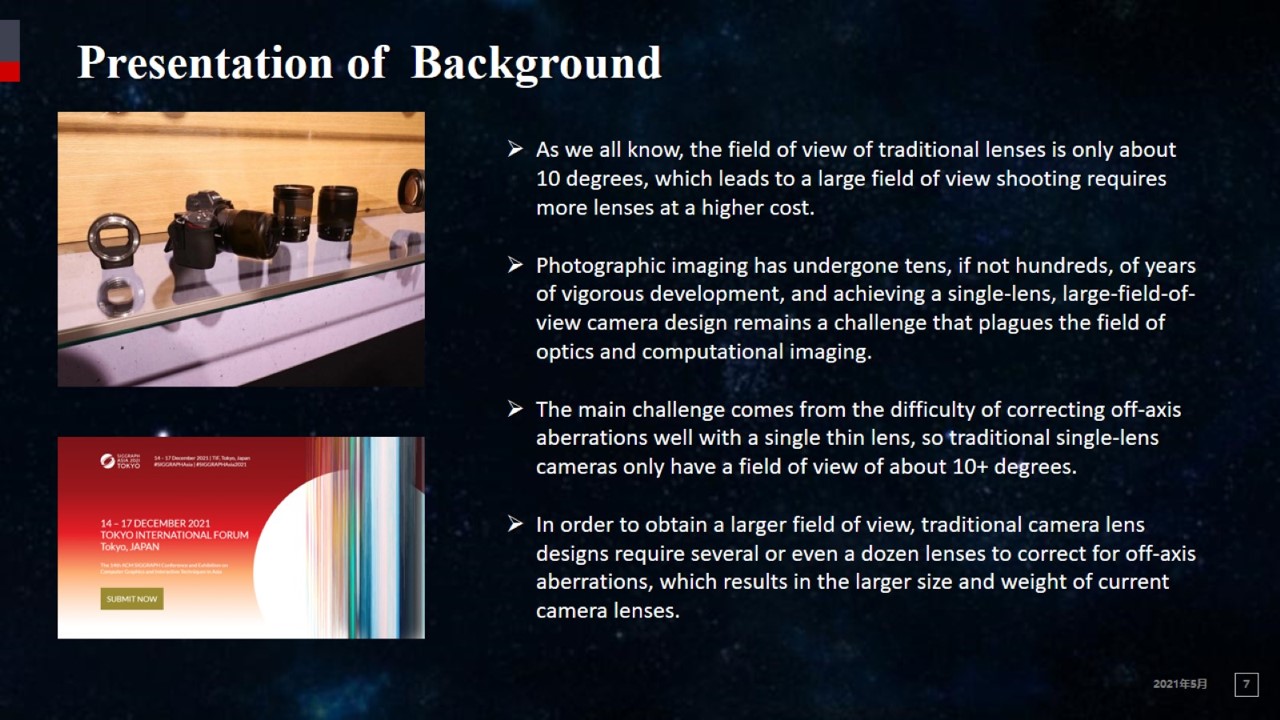 Presentation of  Background
➢ As we all know, the field of view of traditional lenses is only about
10 degrees, which leads to a large field of view shooting requires
more lenses at a higher cost.
➢ Photographic imaging has undergone tens, if not hundreds, of years
of vigorous development, and achieving a single-lens, large-field-of-
view camera design remains a challenge that plagues the field of
optics and computational imaging.
➢ The main challenge comes from the difficulty of correcting off-axis
aberrations well with a single thin lens, so traditional single-lens
cameras only have a field of view of about 10+ degrees.
➢ In order to obtain a larger field of view, traditional camera lens
designs require several or even a dozen lenses to correct for off-axis
aberrations, which results in the larger size and weight of current
camera lenses.
SIGGRAPH
ASIA 2021
TOKYO
14 – 17 December 2021 | TIF, Tokyo, Japan
#SIGGRAPHAsia | #SIGGRAPHAsia2021
14 – 17 DECEMBER 2021
TOKYO INTERNATIONAL FORUM
Tokyo, JAPAN
The 14th ACM SIGGRAPH Conference and Exhibition on
Computer Graphics and Interactive Techniques in Asia
SUBMIT NOW
2021年5月
7